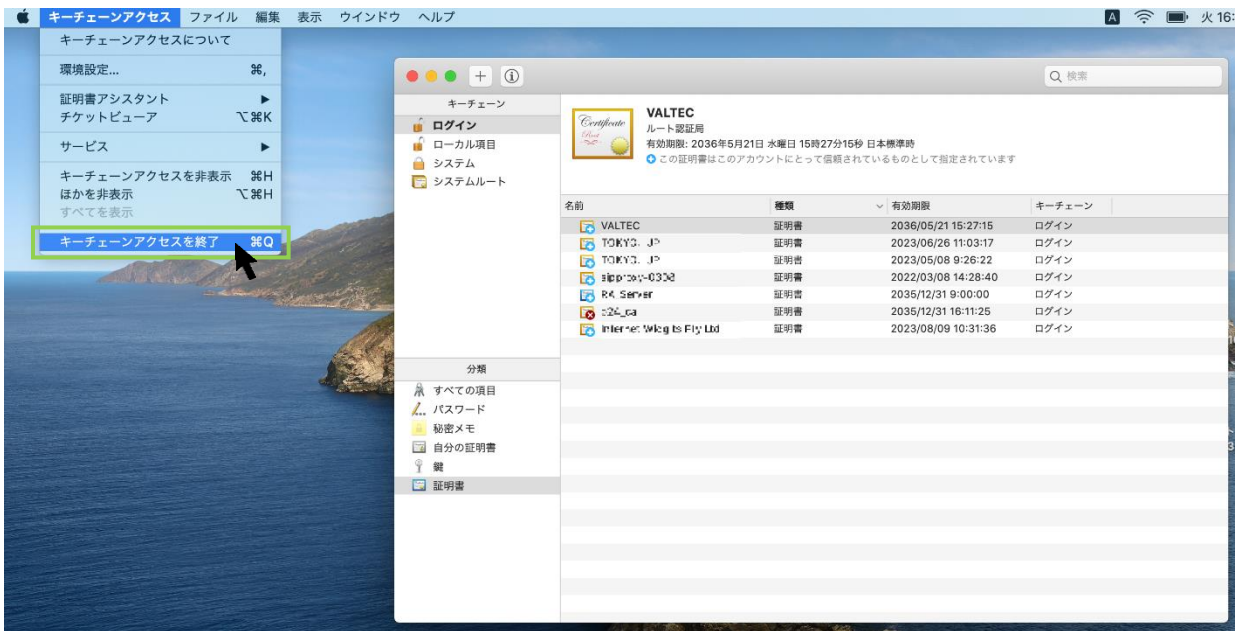 キーチェーンアクセス ファイル 編集 表示 ウインドウ ヘルプ A 火 16:
キーチェーンアクセスについて
環境設定... ⌘,
証明書アシスタント ▶
チケットビューア ⌥⌘K
サービス ▶
キーチェーンアクセスを非表示 ⌘H
ほかを非表示 ⌥⌘H
すべてを表示
キーチェーンアクセスを終了 ⌘Q
検索
キーチェーン
ログイン
ローカル項目
システム
システムルート
分類
すべての項目
パスワード
秘密メモ
自分の証明書
鍵
証明書
Certificate
Root
VALTEC
ルート認証局
有効期限: 2036年5月21日 水曜日 15時27分15秒 日本標準時
この証明書はこのアカウントにとって信頼されているものとして指定されています
名前 種類 有効期限 キーチェーン
VALTEC 証明書 2036/05/21 15:27:15 ログイン
証明書 2023/06/26 11:03:17 ログイン
証明書 2023/05/08 9:26:22 ログイン
証明書 2022/03/08 14:28:40 ログイン
Server 証明書 2035/12/31 9:00:00 ログイン
証明書 2035/12/31 16:11:25 ログイン
Ltd 証明書 2023/08/09 10:31:36 ログイン